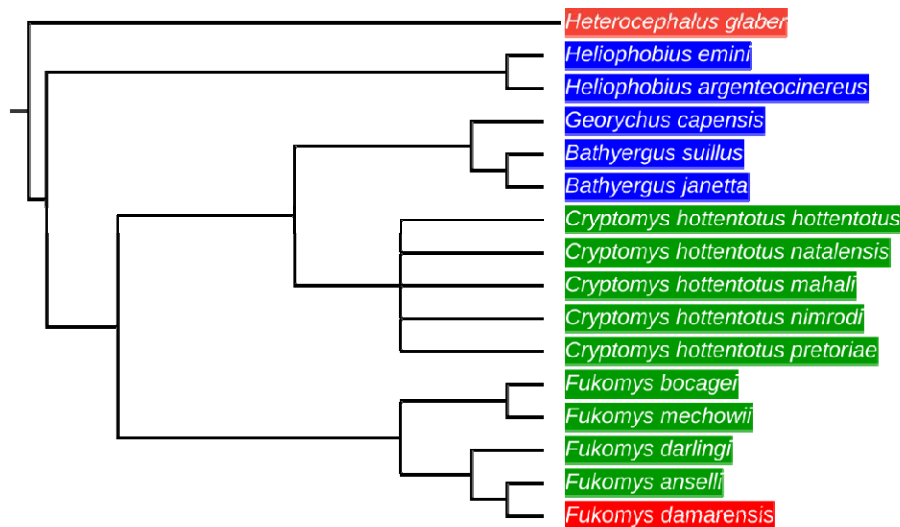 Heterocephalus glaber
Heliophobius emini
Heliophobius argenteocinereus
Georychus capensis
Bathyergus suillus
Bathyergus janetta
Cryptomys hottentotus hottentotus
Cryptomys hottentotus natalensis
Cryptomys hottentotus mahali
Cryptomys hottentotus nimrodi
Cryptomys hottentotus pretoriae
Fukomys bocagei
Fukomys mechowii
Fukomys darlingi
Fukomys anselli
Fukomys damarensis